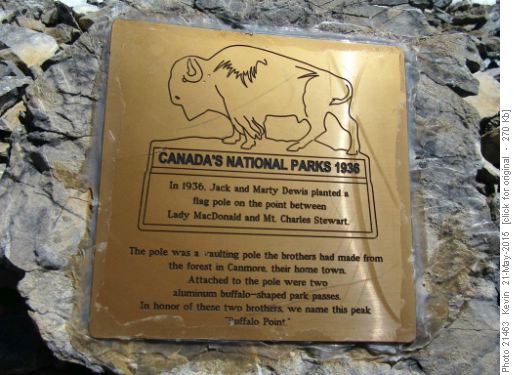 CANADA'S NATIONAL PARKS 1936
In 1936, Jack and Marty Dewis planted a
flag pole on the point between
Lady MacDonald and Mt. Charles Stewart.
The pole was a vaulting pole the brothers had made from
the forest in Canmore, their home town.
Attached to the pole were two
aluminum buffalo-shaped park passes.
In honor of these two brothers, we name this peak
"Buffalo Point."
Photo 21463 Kevin 21-May-2015 [click for original - 270 Kb]